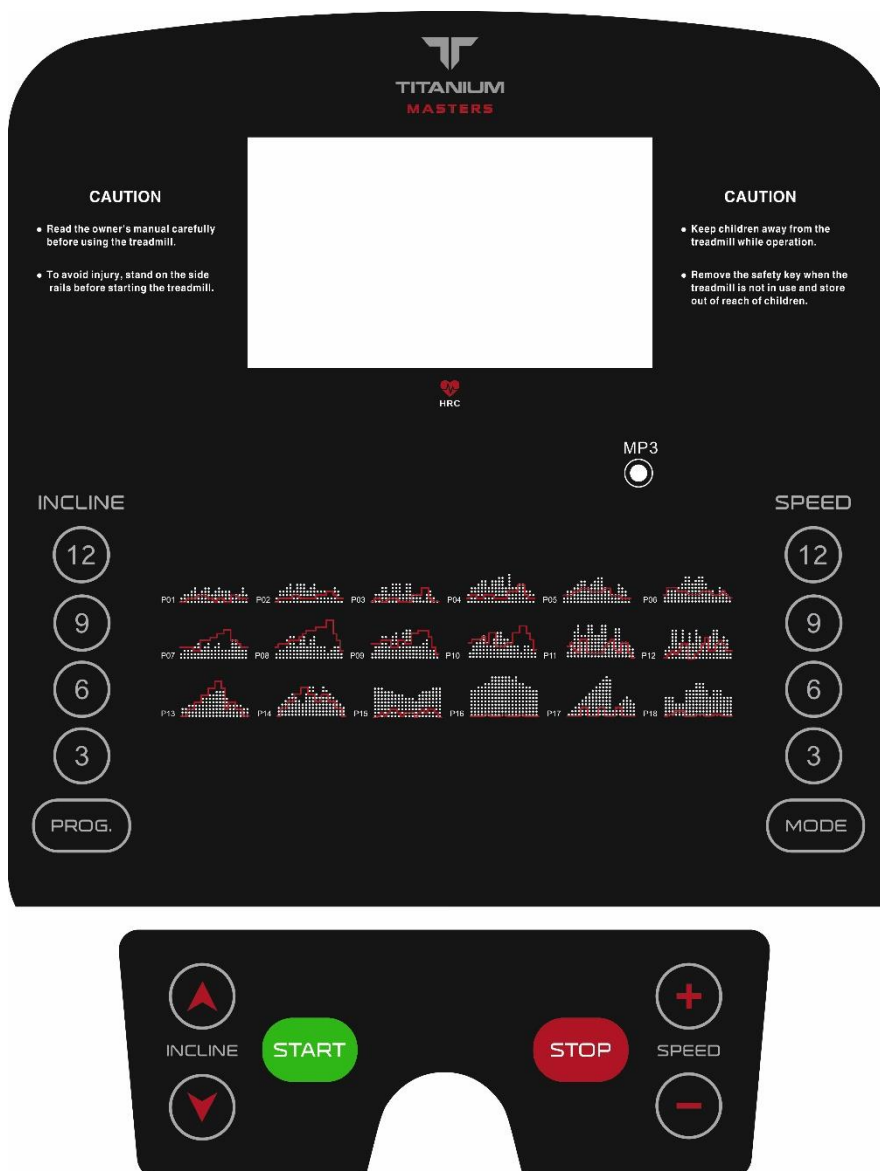 TITANIUM
MASTERS
CAUTION
● Read the owner's manual carefully
before using the treadmill.
● To avoid injury, stand on the side
rails before starting the treadmill.
CAUTION
● Keep children away from the
treadmill while operation.
● Remove the safety key when the
treadmill is not in use and store
out of reach of children.
HRC
MP3
INCLINE
12
9
6
3
PROG.
P01 P02 P03 P04 P05 P06
P07 P08 P09 P10 P11 P12
P13 P14 P15 P16 P17 P18
SPEED
12
9
6
3
MODE
INCLINE
START
STOP
+
SPEED
−